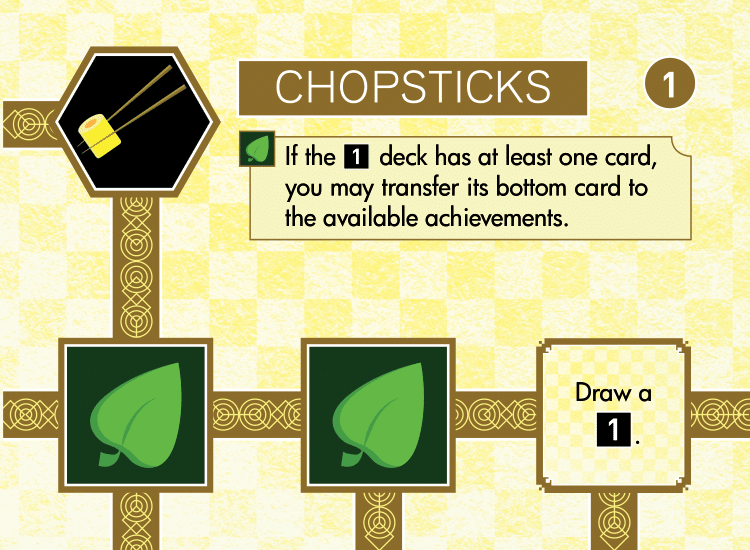 CHOPSTICKS
1
If the 1 deck has at least one card,
you may transfer its bottom card to
the available achievements.
Draw a
1.